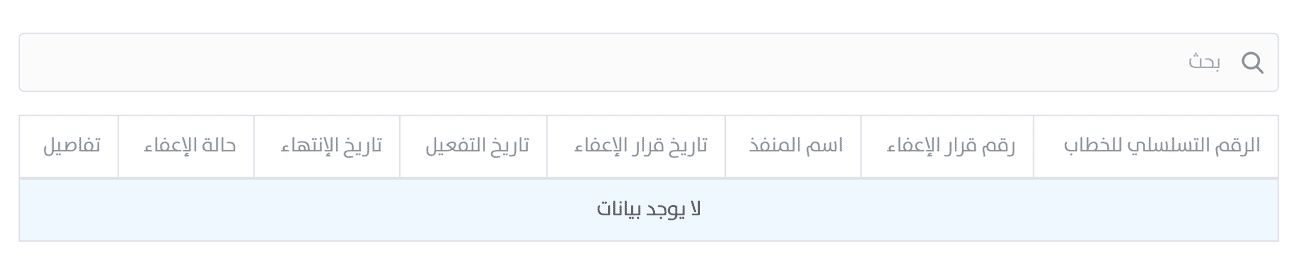 بحث
الرقم التسلسلي للخطاب رقم قرار الإعفاء اسم المنفذ تاريخ قرار الإعفاء تاريخ التفعيل تاريخ الإنتهاء حالة الإعفاء تفاصيل
لا يوجد بيانات